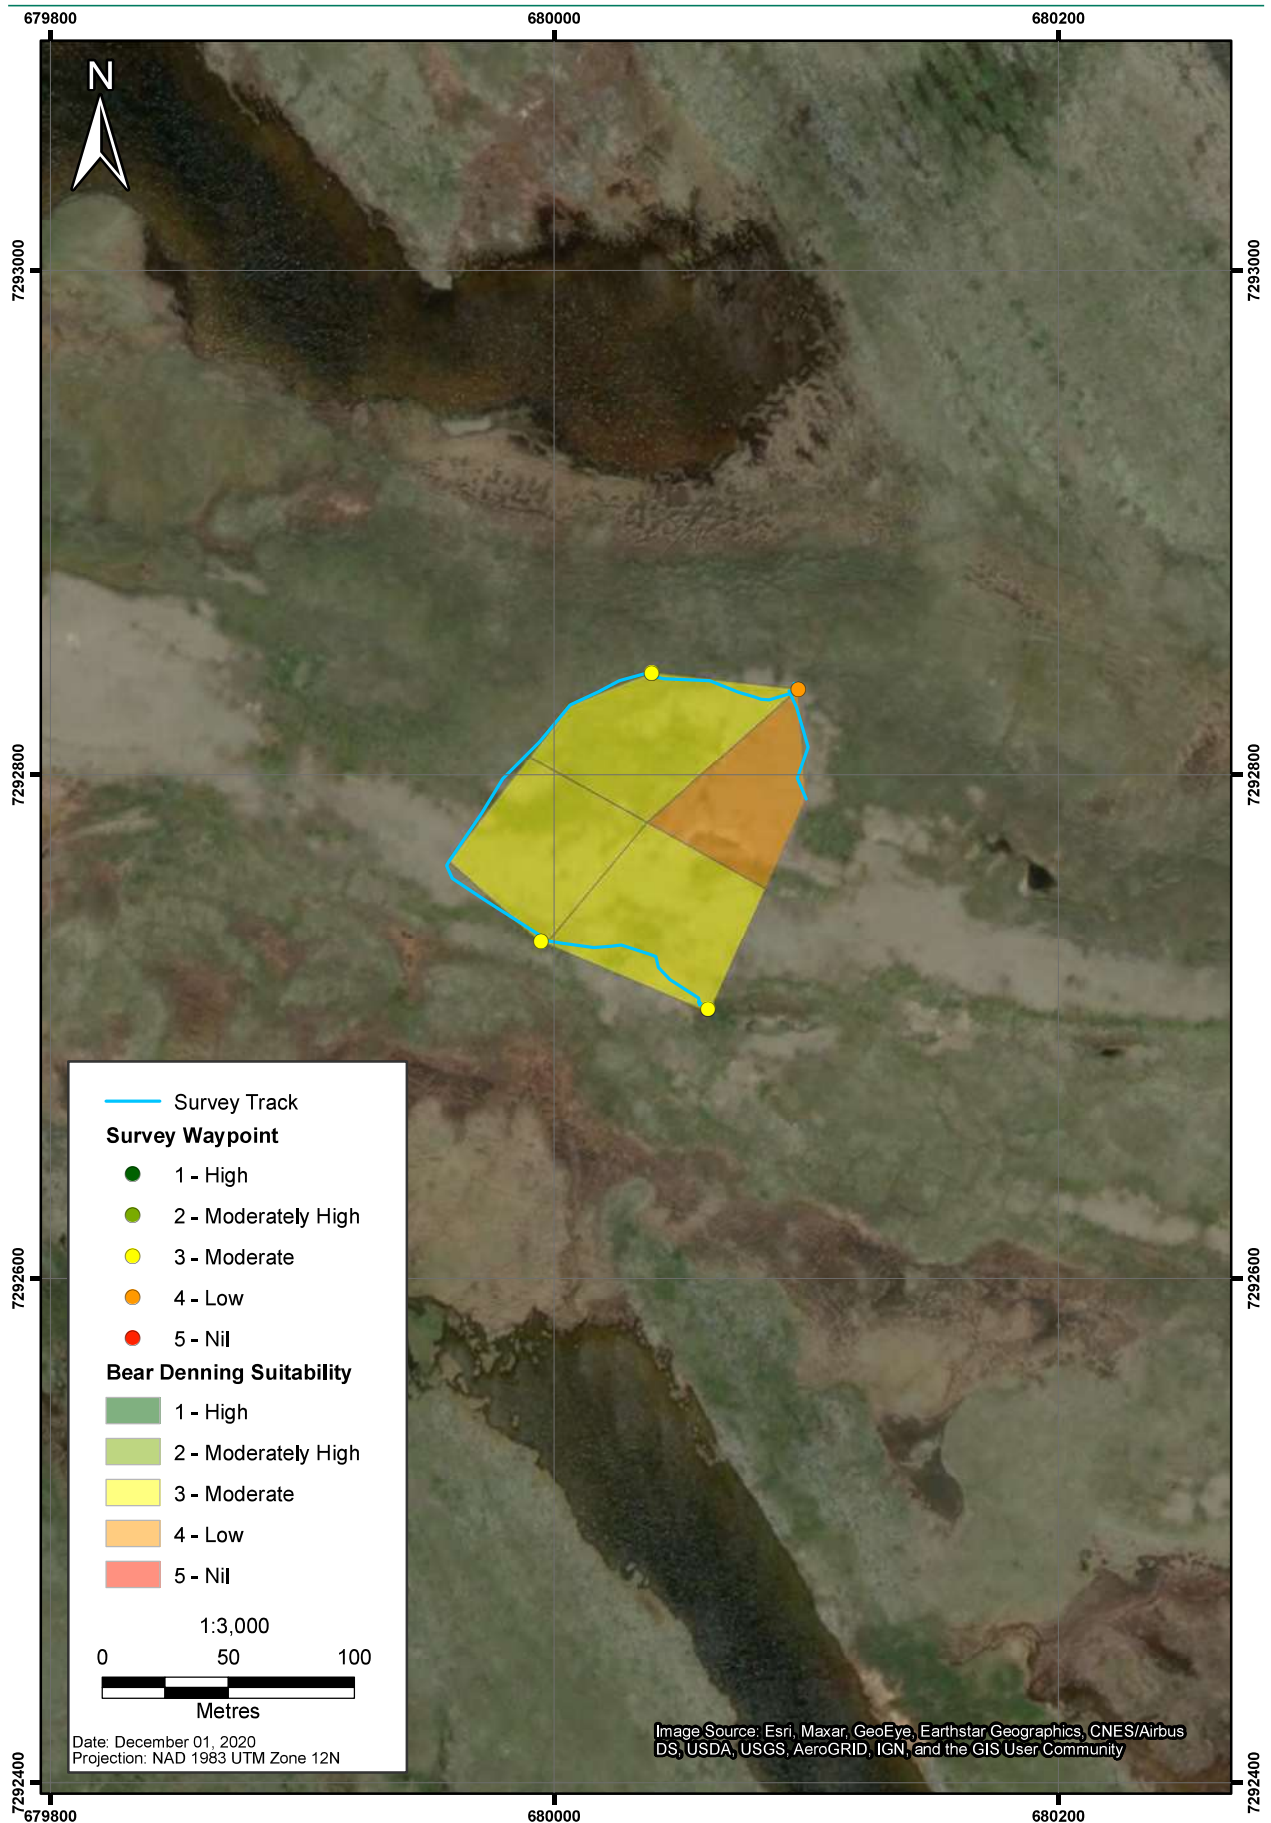 679800 680000 680200
N
7293000 7293000
7292800 7292800
7292600 7292600
7292400 7292400
Survey Track
Survey Waypoint
1 - High
2 - Moderately High
3 - Moderate
4 - Low
5 - Nil
Bear Denning Suitability
1 - High
2 - Moderately High
3 - Moderate
4 - Low
5 - Nil
1:3,000
0 50 100
Metres
Date: December 01, 2020
Projection: NAD 1983 UTM Zone 12N
Image Source: Esri, Maxar, GeoEye, Earthstar Geographics, CNES/Airbus
DS, USDA, USGS, AeroGRID, IGN, and the GIS User Community
679800 680000 680200